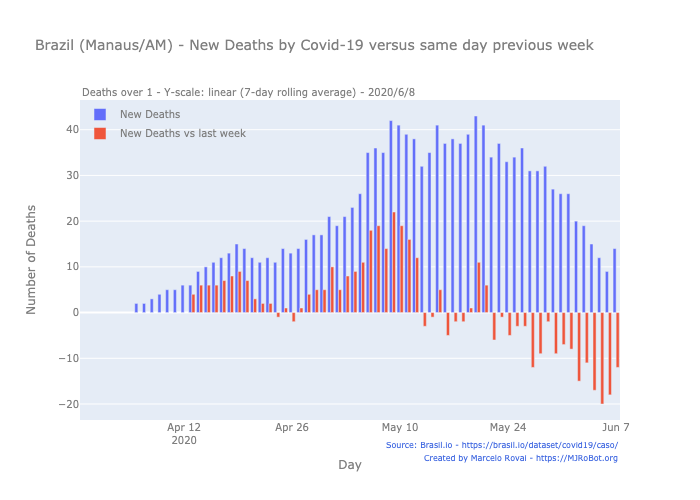 Brazil (Manaus/AM) - New Deaths by Covid-19 versus same day previous week
Deaths over 1 - Y-scale: linear (7-day rolling average) - 2020/6/8
New Deaths
New Deaths vs last week
40
30
20
10
0
−10
−20
Number of Deaths
Apr 12
2020
Apr 26
May 10
May 24
Jun 7
Day
Source: Brasil.io - https://brasil.io/dataset/covid19/caso/
Created by Marcelo Rovai - https://MJRoBot.org